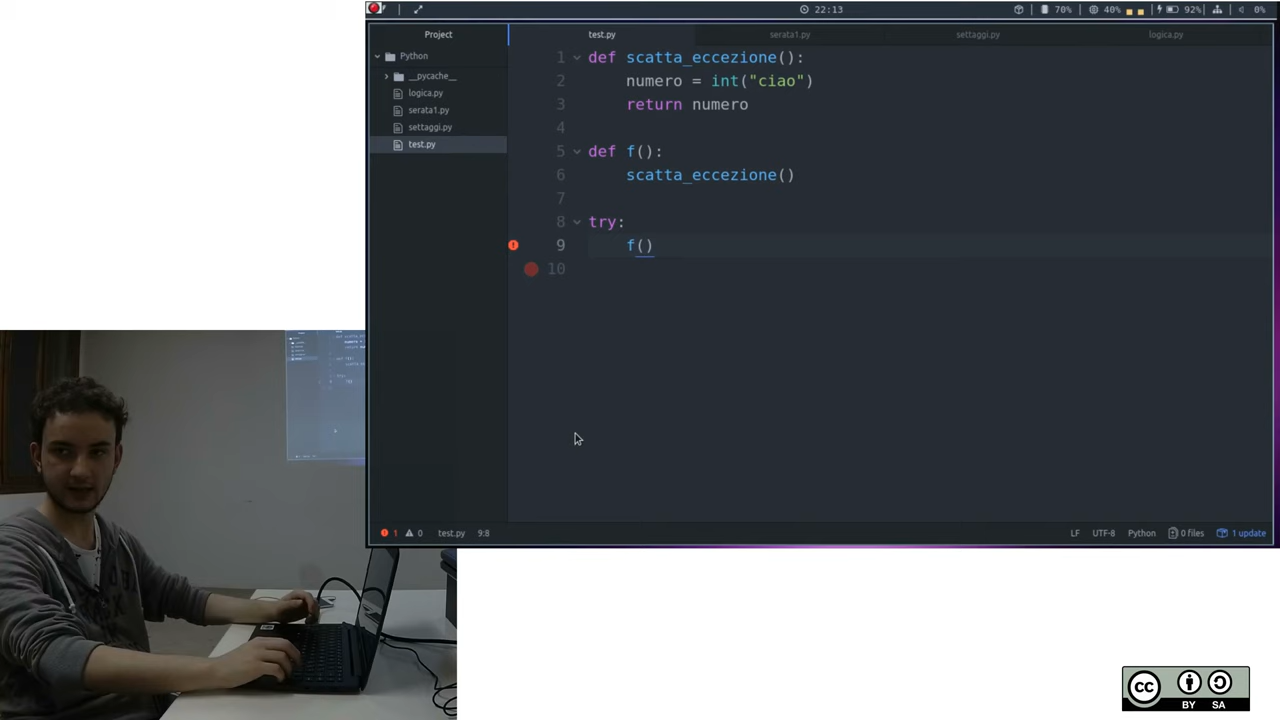 22:13
70%
40%
92%
0%
Project
test.py
serata1.py
settaggi.py
logica.py
Python
__pycache__
logica.py
serata1.py
settaggi.py
test.py
1 def scatta_eccezione():
2 numero = int("ciao")
3 return numero
4
5 def f():
6 scatta_eccezione()
7
8 try:
9 f()
10
1 0 test.py 9:8
LF UTF-8 Python 0 files 1 update
cc BY SA